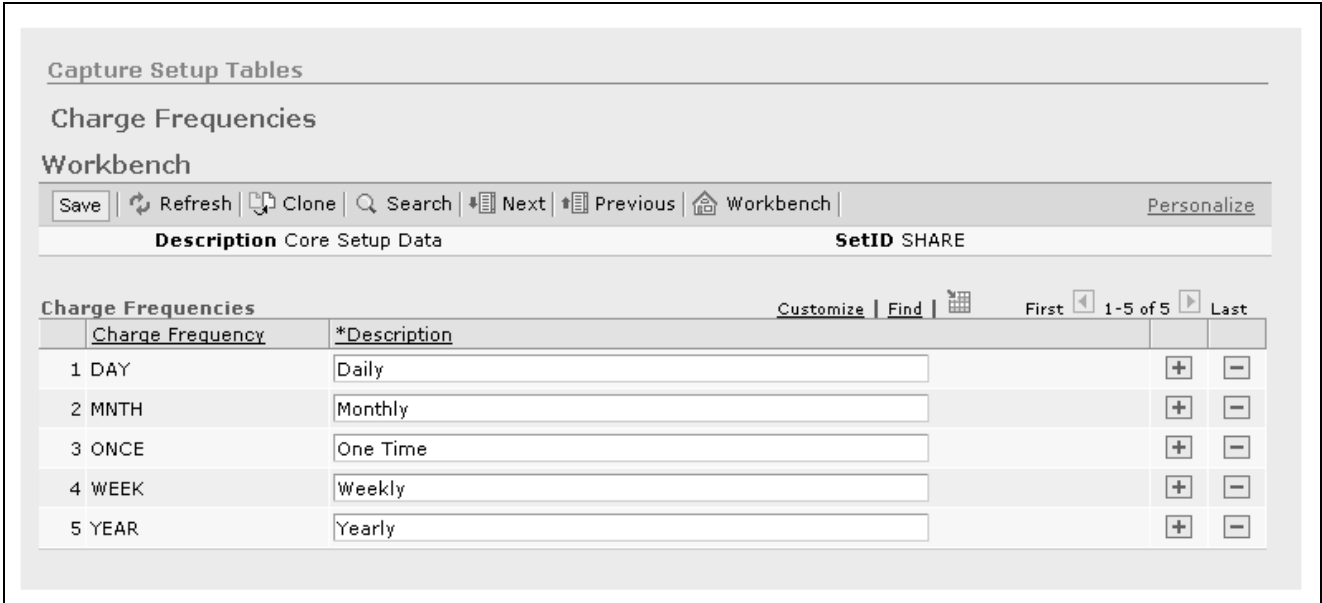 Capture Setup Tables
Charge Frequencies
Workbench
Save | Refresh | Clone | Search | Next | Previous | Workbench | Personalize
Description Core Setup Data SetID SHARE
Charge Frequencies Customize | Find | First 1-5 of 5 Last
Charge Frequency *Description
1 DAY Daily
2 MNTH Monthly
3 ONCE One Time
4 WEEK Weekly
5 YEAR Yearly